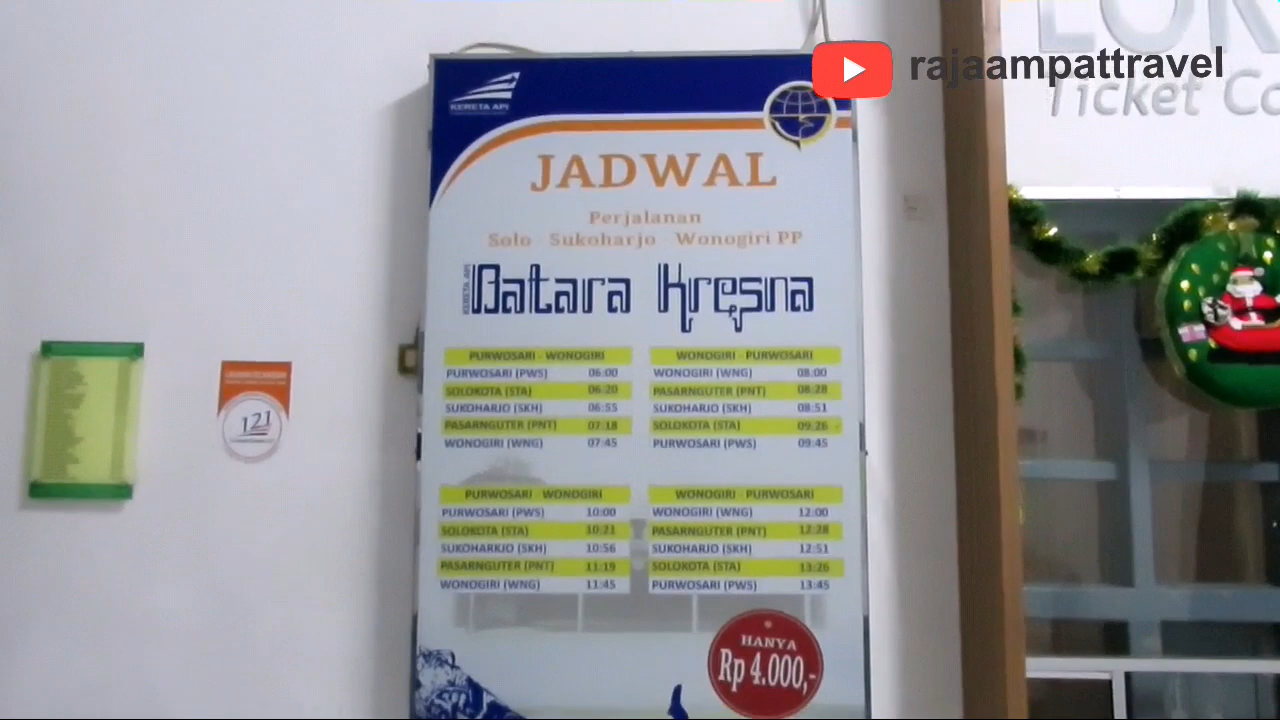 rajaampattravel
LOK
Ticket Co
KERETA API
JADWAL
Perjalanan
Solo - Sukoharjo - Wonogiri PP
KERETA API
Batara Kresna
PURWOSARI - WONOGIRI
PURWOSARI (PWS) 06:00
SOLOKOTA (STA) 06:20
SUKOHARJO (SKH) 06:55
PASARNGUTER (PNT) 07:18
WONOGIRI (WNG) 07:45
WONOGIRI - PURWOSARI
WONOGIRI (WNG) 08:00
PASARNGUTER (PNT) 08:28
SUKOHARJO (SKH) 08:51
SOLOKOTA (STA) 09:26
PURWOSARI (PWS) 09:45
PURWOSARI - WONOGIRI
PURWOSARI (PWS) 10:00
SOLOKOTA (STA) 10:21
SUKOHARKJO (SKH) 10:56
PASARNGUTER (PNT) 11:19
WONOGIRI (WNG) 11:45
WONOGIRI - PURWOSARI
WONOGIRI (WNG) 12:00
PASARNGUTER (PNT) 12:28
SUKOHARJO (SKH) 12:51
SOLOKOTA (STA) 13:26
PURWOSARI (PWS) 13:45
HANYA
Rp 4.000,-
121